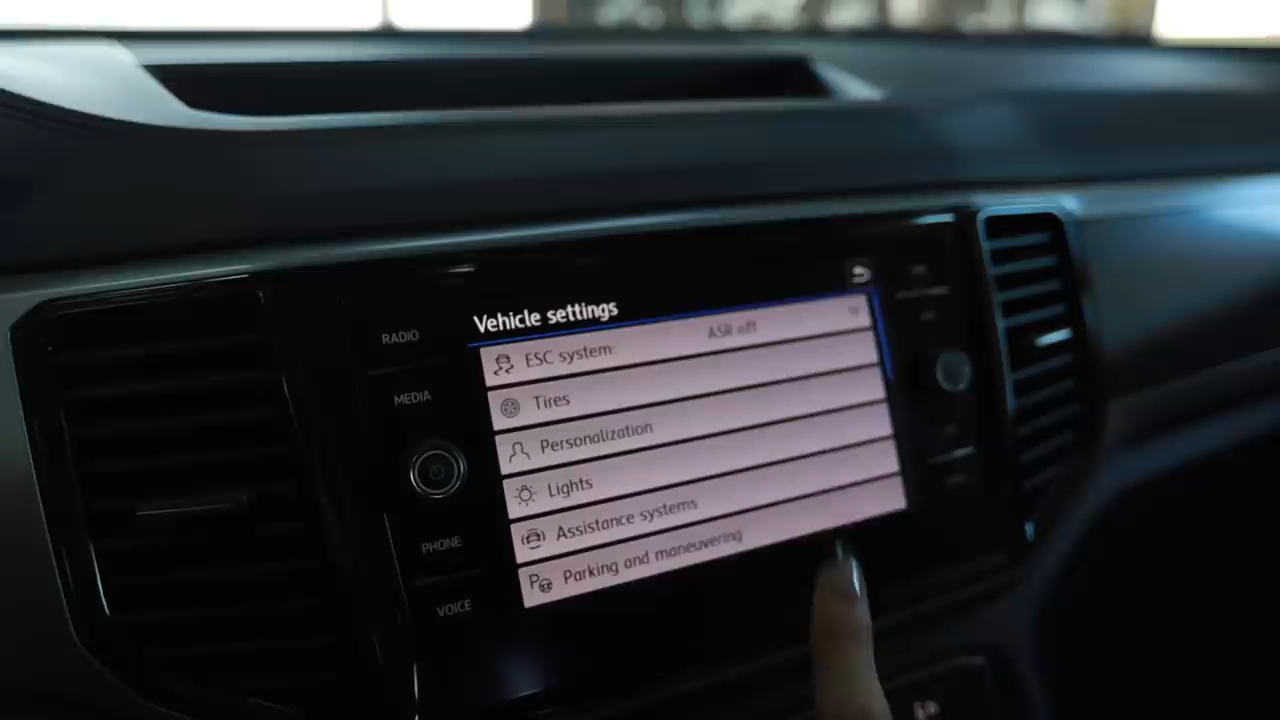 Vehicle settings
RADIO
ESC system: ASR off
MEDIA
Tires
Personalization
Lights
Assistance systems
PHONE
Parking and maneuvering
VOICE